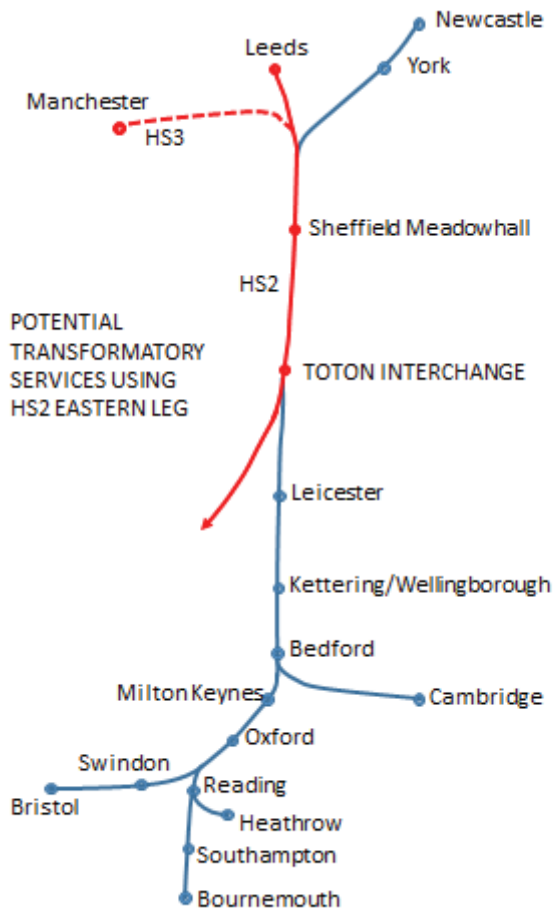 Newcastle
Leeds
York
Manchester
HS3
Sheffield Meadowhall
HS2
POTENTIAL
TRANSFORMATORY
SERVICES USING
HS2 EASTERN LEG
TOTON INTERCHANGE
Leicester
Kettering/Wellingborough
Bedford
Milton Keynes
Cambridge
Oxford
Swindon
Reading
Bristol
Heathrow
Southampton
Bournemouth